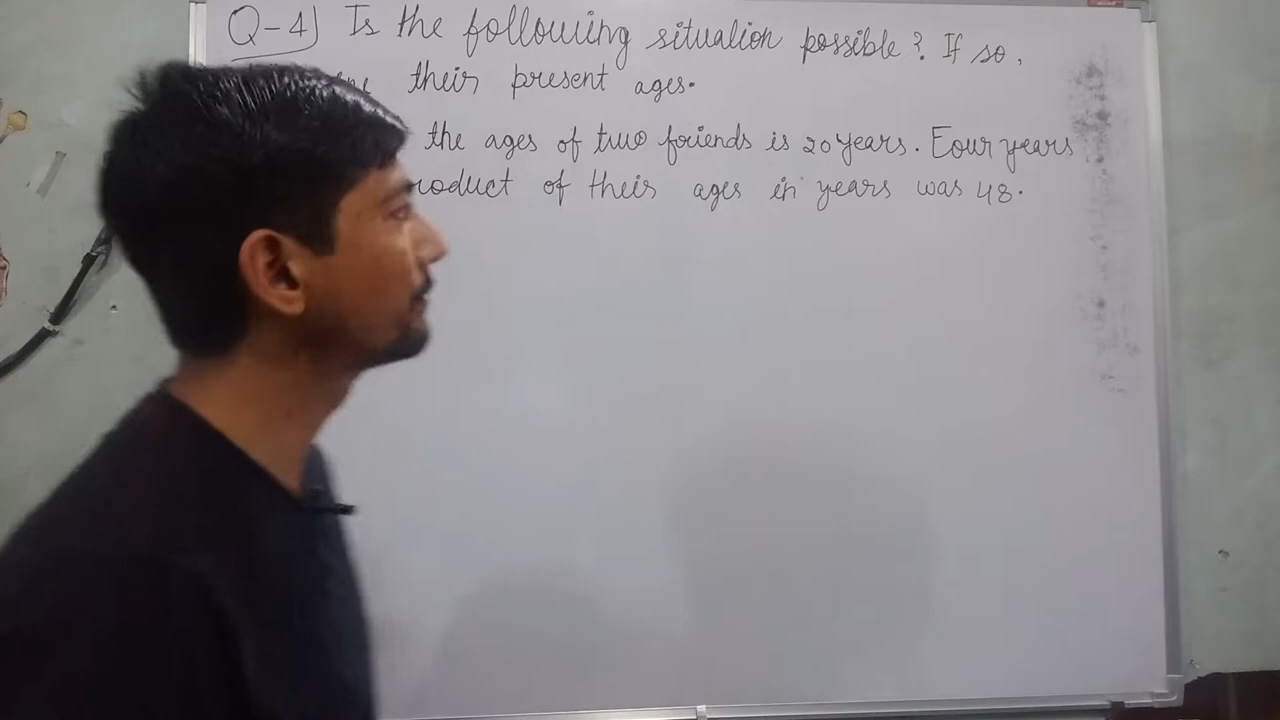 Q-4) Is the following situation possible? If so,
their present ages.
the ages of two friends is 20 years. Four years
roduct of their ages in years was 48.